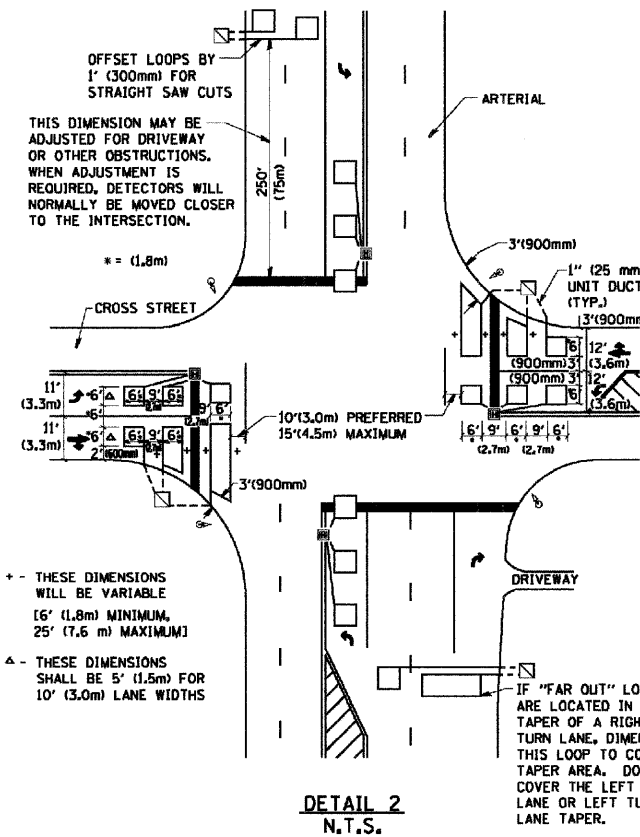 OFFSET LOOPS BY
1' (300mm) FOR
STRAIGHT SAW CUTS
THIS DIMENSION MAY BE
ADJUSTED FOR DRIVEWAY
OR OTHER OBSTRUCTIONS.
WHEN ADJUSTMENT IS
REQUIRED, DETECTORS WILL
NORMALLY BE MOVED CLOSER
TO THE INTERSECTION.
* = (1.8m)
250'
(75m)
ARTERIAL
3'(900mm)
1" (25 mm
UNIT DUCT
(TYP.)
3'(900mm
CROSS STREET
+ + +
6'
12'
(3.6m)
(900mm) 3'
(900mm) 3'
12'
*6'
(3.6m)
6' 9' 6' 9' 6'
* * *
(2.7m) (2.7m)
10'(3.0m) PREFERRED
15'(4.5m) MAXIMUM
11'
(3.3m)
*6' △ 6' 9' 6'
*6'
9' 6'
(2.7m) *
11'
(3.3m)
*6' △ 6' 9' 6'
2' (600mm)
+ + +
3'(900mm)
+ - THESE DIMENSIONS
WILL BE VARIABLE
[6' (1.8m) MINIMUM,
25' (7.6 m) MAXIMUM]
△ - THESE DIMENSIONS
SHALL BE 5' (1.5m) FOR
10' (3.0m) LANE WIDTHS
DRIVEWAY
IF "FAR OUT" LO
ARE LOCATED IN
TAPER OF A RIGH
TURN LANE, DIME
THIS LOOP TO CO
TAPER AREA. DO
COVER THE LEFT
LANE OR LEFT TU
LANE TAPER.
DETAIL 2
N.T.S.